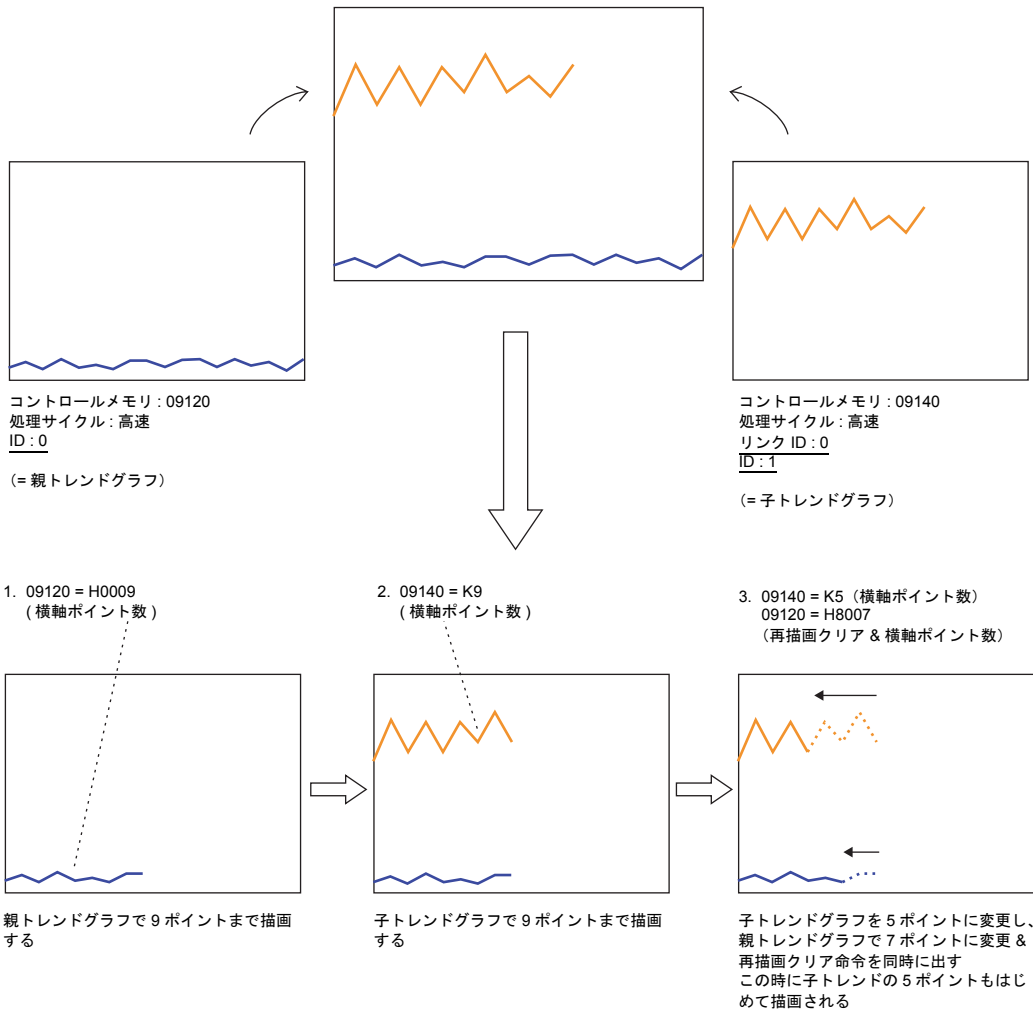 コントロールメモリ : 09120
処理サイクル : 高速
ID : 0
(= 親トレンドグラフ)
コントロールメモリ : 09140
処理サイクル : 高速
リンク ID : 0
ID : 1
(= 子トレンドグラフ)
1. 09120 = H0009
( 横軸ポイント数 )
2. 09140 = K9
( 横軸ポイント数 )
3. 09140 = K5（横軸ポイント数）
09120 = H8007
（再描画クリア & 横軸ポイント数）
親トレンドグラフで 9 ポイントまで描画
する
子トレンドグラフで 9 ポイントまで描画
する
子トレンドグラフを 5 ポイントに変更し、
親トレンドグラフで 7 ポイントに変更 &
再描画クリア命令を同時に出す
この時に子トレンドの 5 ポイントもはじ
めて描画される